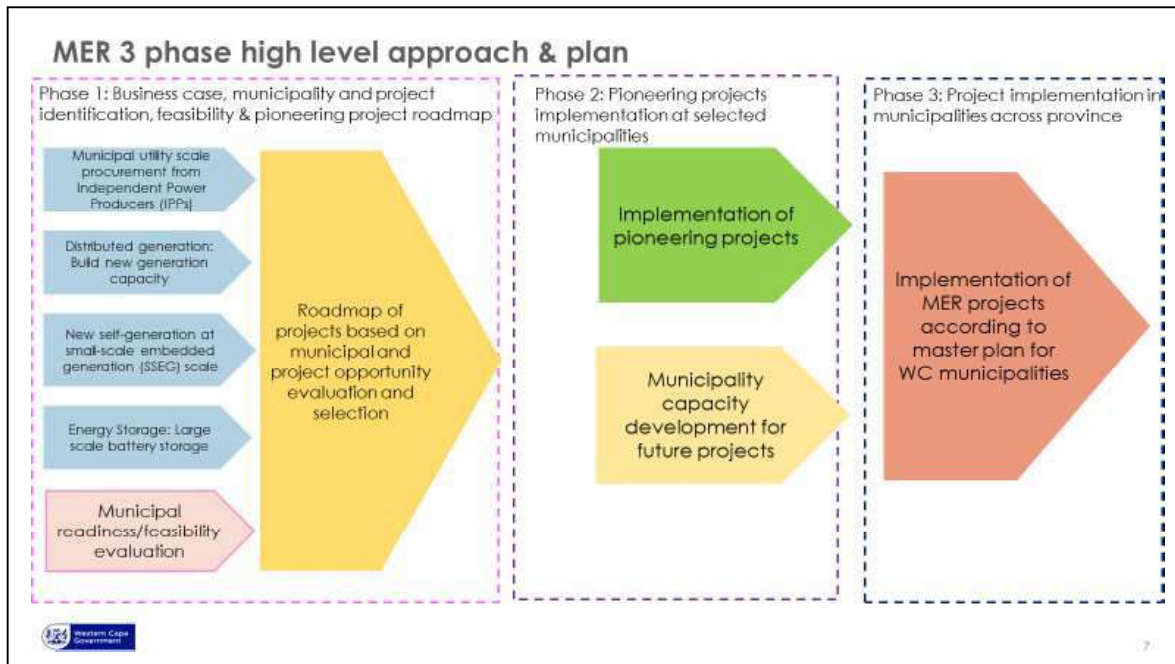 MER 3 phase high level approach & plan
Phase 1: Business case, municipality and project
identification, feasibility & pioneering project roadmap
Municipal utility scale
procurement from
Independent Power
Producers (IPPs)
Distributed generation:
Build new generation
capacity
New self-generation at
small-scale embedded
generation (SSEG) scale
Energy Storage: Large
scale battery storage
Municipal
readiness/feasibility
evaluation
Roadmap of
projects based on
municipal and
project opportunity
evaluation and
selection
Phase 2: Pioneering projects
implementation at selected
municipalities
Implementation of
pioneering projects
Municipality
capacity
development for
future projects
Phase 3: Project implementation in
municipalities across province
Implementation of
MER projects
according to
master plan for
WC municipalities
Western Cape
Government
7